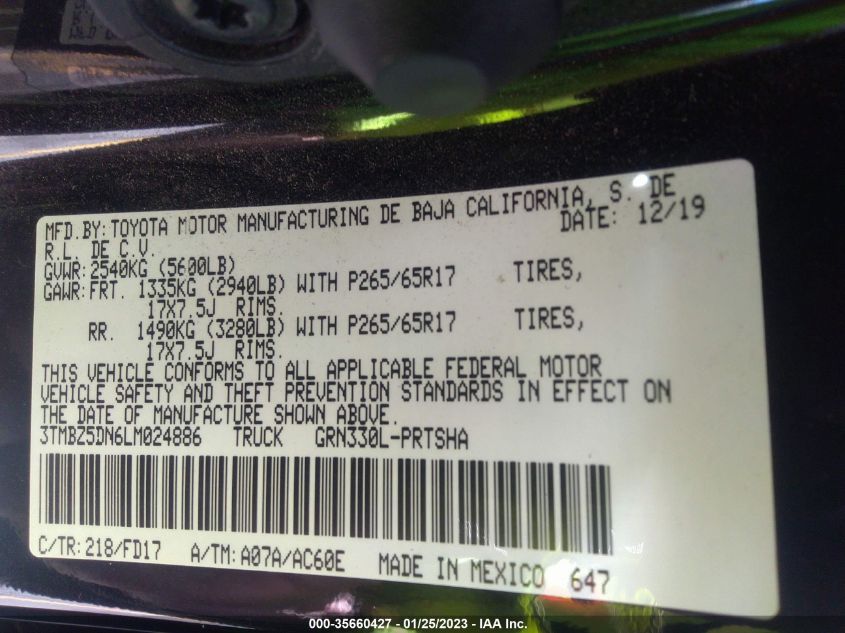 MFD.BY: TOYOTA MOTOR MANUFACTURING DE BAJA CALIFORNIA, S. DE
R.L. DE C.V. DATE: 12/19
GVWR: 2540KG (5600LB)
GAWR: FRT. 1335KG (2940LB) WITH P265/65R17 TIRES,
17X7.5J RIMS.
RR. 1490KG (3280LB) WITH P265/65R17 TIRES,
17X7.5J RIMS.
THIS VEHICLE CONFORMS TO ALL APPLICABLE FEDERAL MOTOR
VEHICLE SAFETY AND THEFT PREVENTION STANDARDS IN EFFECT ON
THE DATE OF MANUFACTURE SHOWN ABOVE.
3TMBZ5DN6LM024886 TRUCK GRN330L-PRTSHA
C/TR: 218/FD17 A/TM: A07A/AC60E MADE IN MEXICO 647
000-35660427 - 01/25/2023 - IAA Inc.